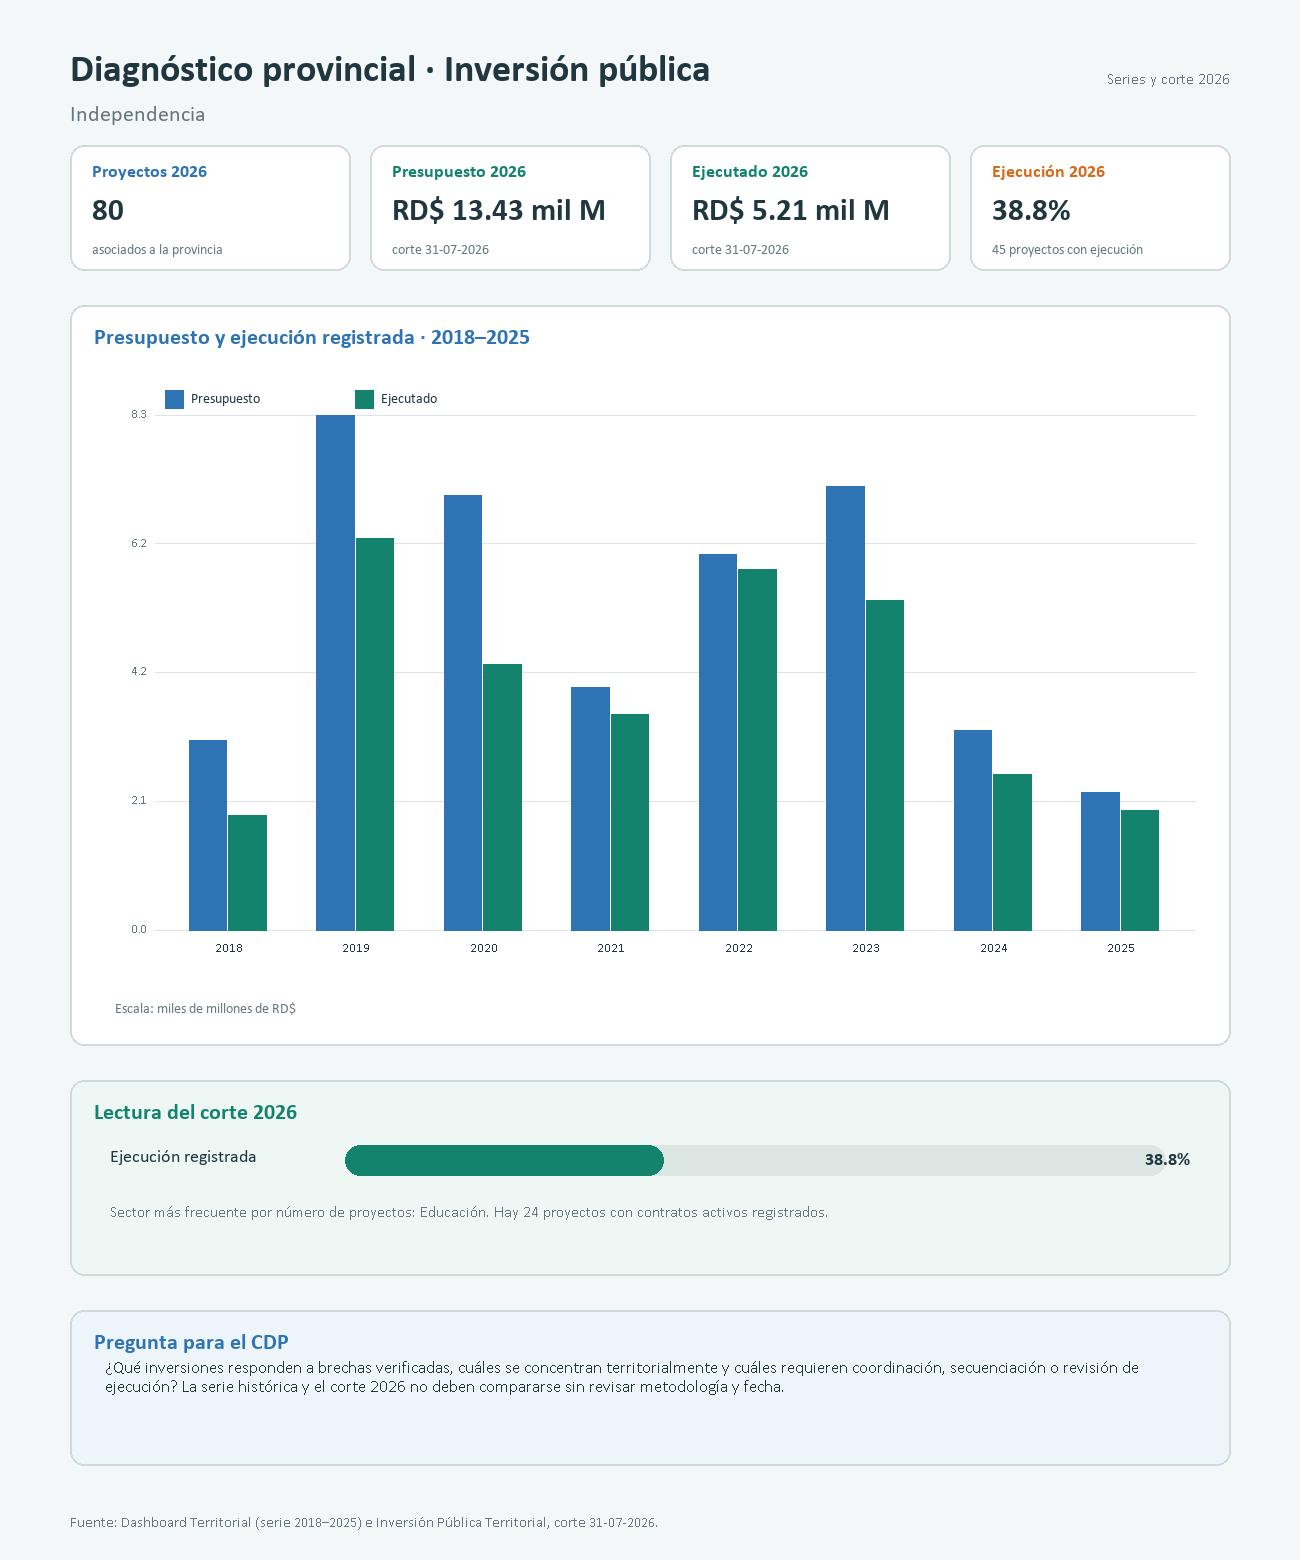 Diagnóstico provincial · Inversión pública
Series y corte 2026
Independencia
Proyectos 2026
80
asociados a la provincia
Presupuesto 2026
RD$ 13.43 mil M
corte 31-07-2026
Ejecutado 2026
RD$ 5.21 mil M
corte 31-07-2026
Ejecución 2026
38.8%
45 proyectos con ejecución
Presupuesto y ejecución registrada · 2018–2025
Presupuesto
Ejecutado
8.3
6.2
4.2
2.1
0.0
2018
2019
2020
2021
2022
2023
2024
2025
Escala: miles de millones de RD$
Lectura del corte 2026
Ejecución registrada
38.8%
Sector más frecuente por número de proyectos: Educación. Hay 24 proyectos con contratos activos registrados.
Pregunta para el CDP
¿Qué inversiones responden a brechas verificadas, cuáles se concentran territorialmente y cuáles requieren coordinación, secuenciación o revisión de
ejecución? La serie histórica y el corte 2026 no deben compararse sin revisar metodología y fecha.
Fuente: Dashboard Territorial (serie 2018–2025) e Inversión Pública Territorial, corte 31-07-2026.